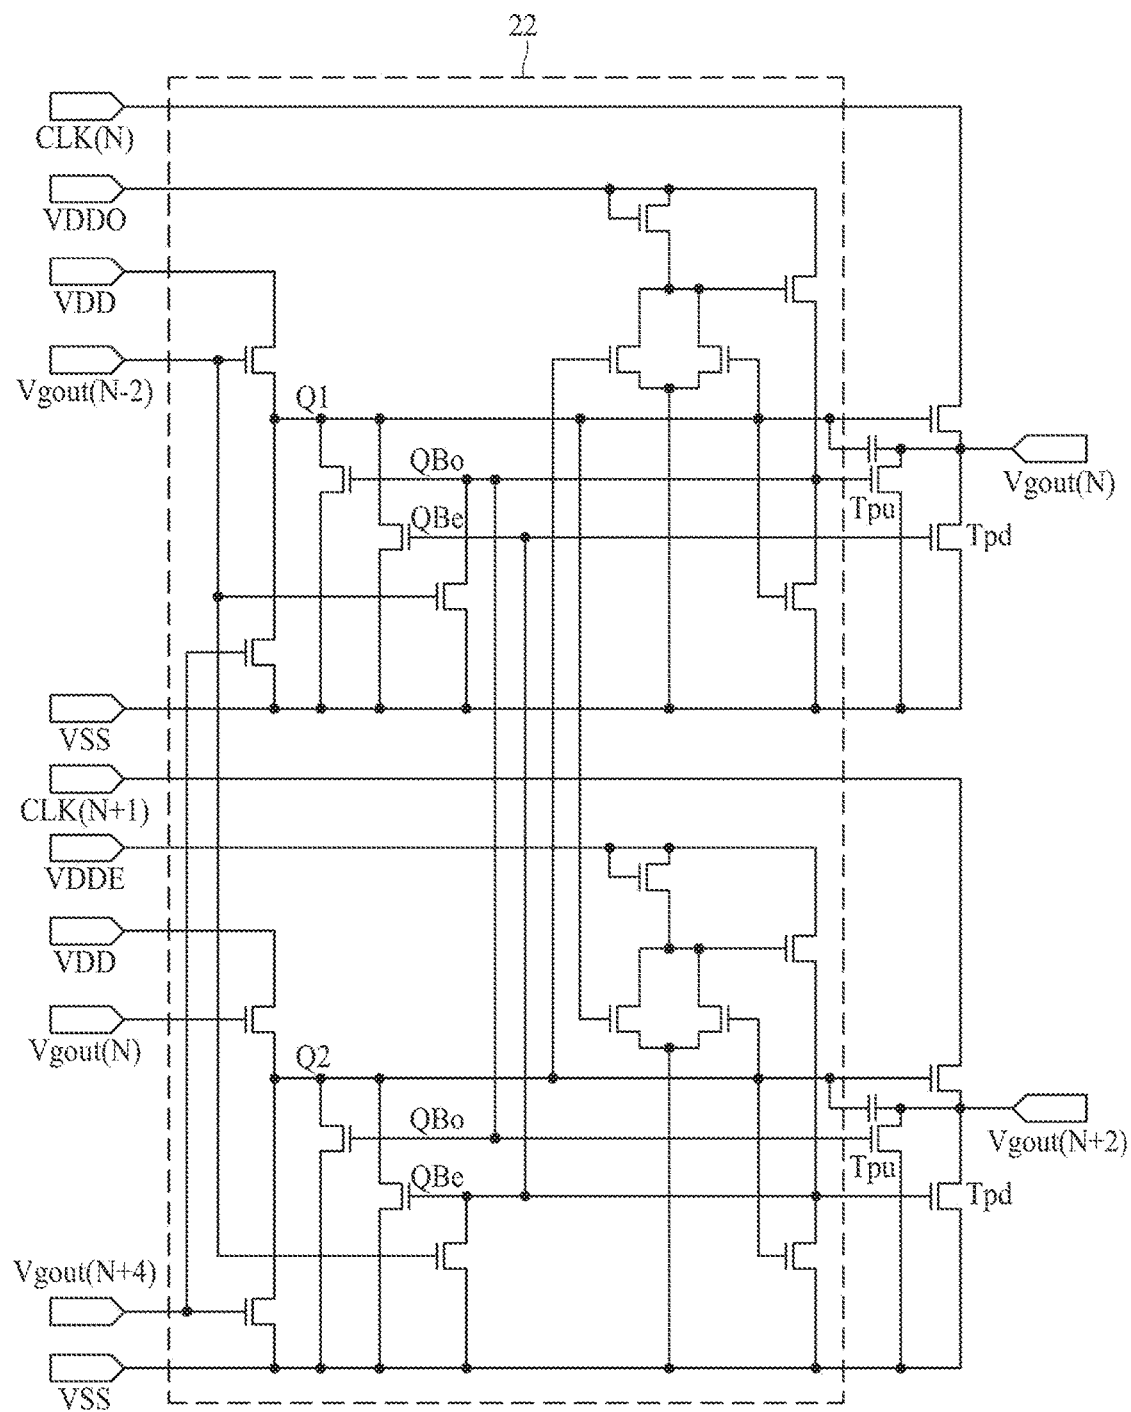 22
CLK(N)
VDDO
VDD
Vgout(N-2)
Q1
QBo
Vgout(N)
Tpu
QBe
Tpd
VSS
CLK(N+1)
VDDE
VDD
Vgout(N)
Q2
QBo
Vgout(N+2)
Tpu
QBe
Tpd
Vgout(N+4)
VSS